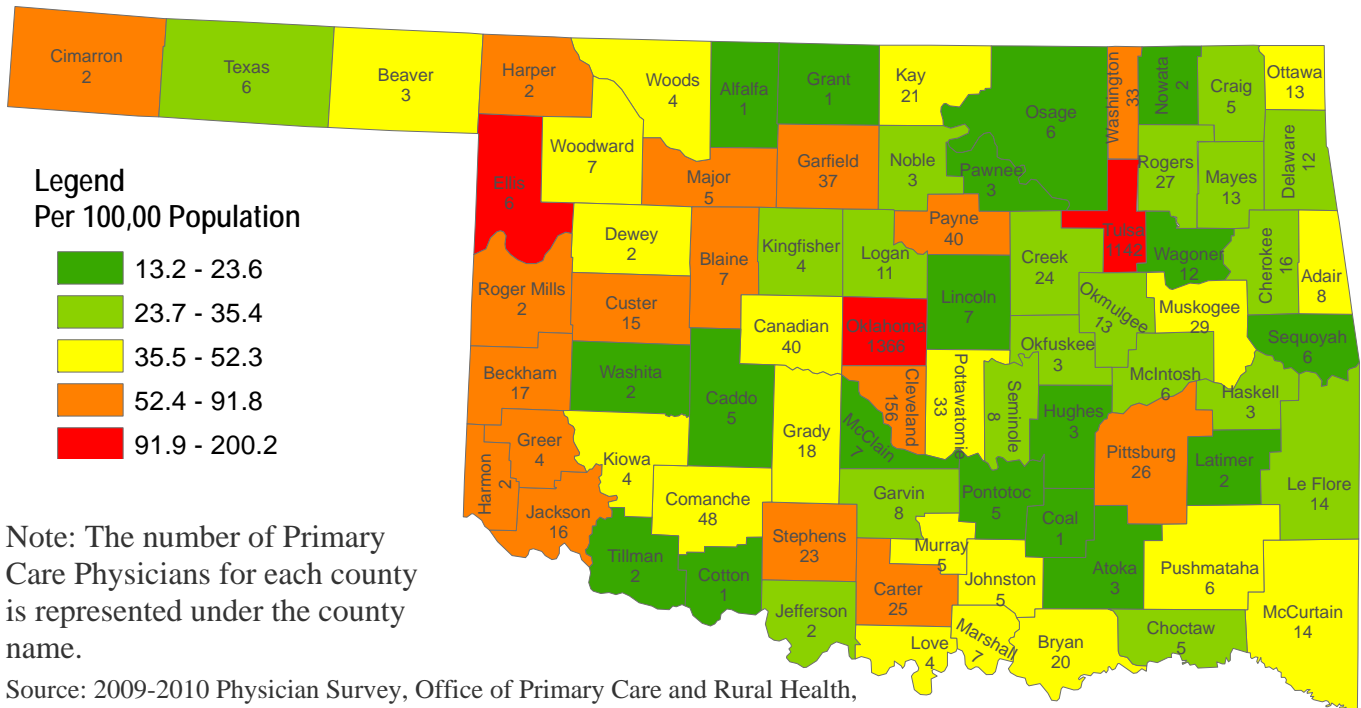 Cimarron
2
Texas
6
Beaver
3
Harper
2
Woods
4
Alfalfa
1
Grant
1
Kay
21
Osage
6
Washington
33
Nowata
2
Craig
5
Ottawa
13
Ellis
6
Woodward
7
Major
5
Garfield
37
Noble
3
Pawnee
3
Rogers
27
Mayes
13
Delaware
12
Legend
Per 100,00 Population
13.2 - 23.6
23.7 - 35.4
35.5 - 52.3
52.4 - 91.8
91.9 - 200.2
Dewey
2
Blaine
7
Kingfisher
4
Logan
11
Payne
40
Creek
24
Tulsa
1142
Wagoner
12
Cherokee
16
Adair
8
Roger Mills
2
Custer
15
Canadian
40
Oklahoma
Lincoln
7
Okmulgee
13
Muskogee
29
Sequoyah
6
Beckham
17
Washita
2
Caddo
5
Grady
18
Cleveland
156
McClain
7
Pottawatomie
33
Seminole
8
Okfuskee
3
Hughes
3
McIntosh
6
Haskell
3
Pittsburg
26
Latimer
2
Le Flore
14
Harmon
2
Greer
4
Kiowa
4
Jackson
16
Comanche
48
Tillman
2
Cotton
1
Stephens
23
Garvin
8
Pontotoc
5
Coal
1
Murray
5
Johnston
5
Atoka
3
Pushmataha
6
McCurtain
14
Jefferson
2
Carter
25
Love
4
Marshall
7
Bryan
20
Choctaw
5
Note: The number of Primary
Care Physicians for each county
is represented under the county
name.
Source: 2009-2010 Physician Survey, Office of Primary Care and Rural Health,